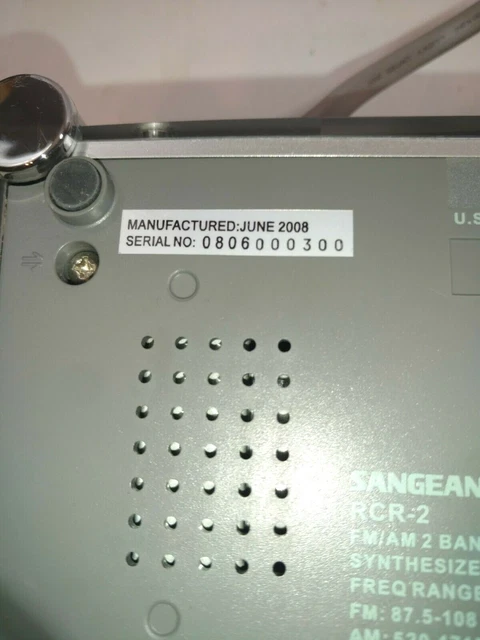 MANUFACTURED:JUNE 2008
SERIAL NO: 0806000300
U.S
SANGEAN
RCR-2
FM/AM 2 BAN
SYNTHESIZE
FREQ RANGE
FM: 87.5-108
AM: